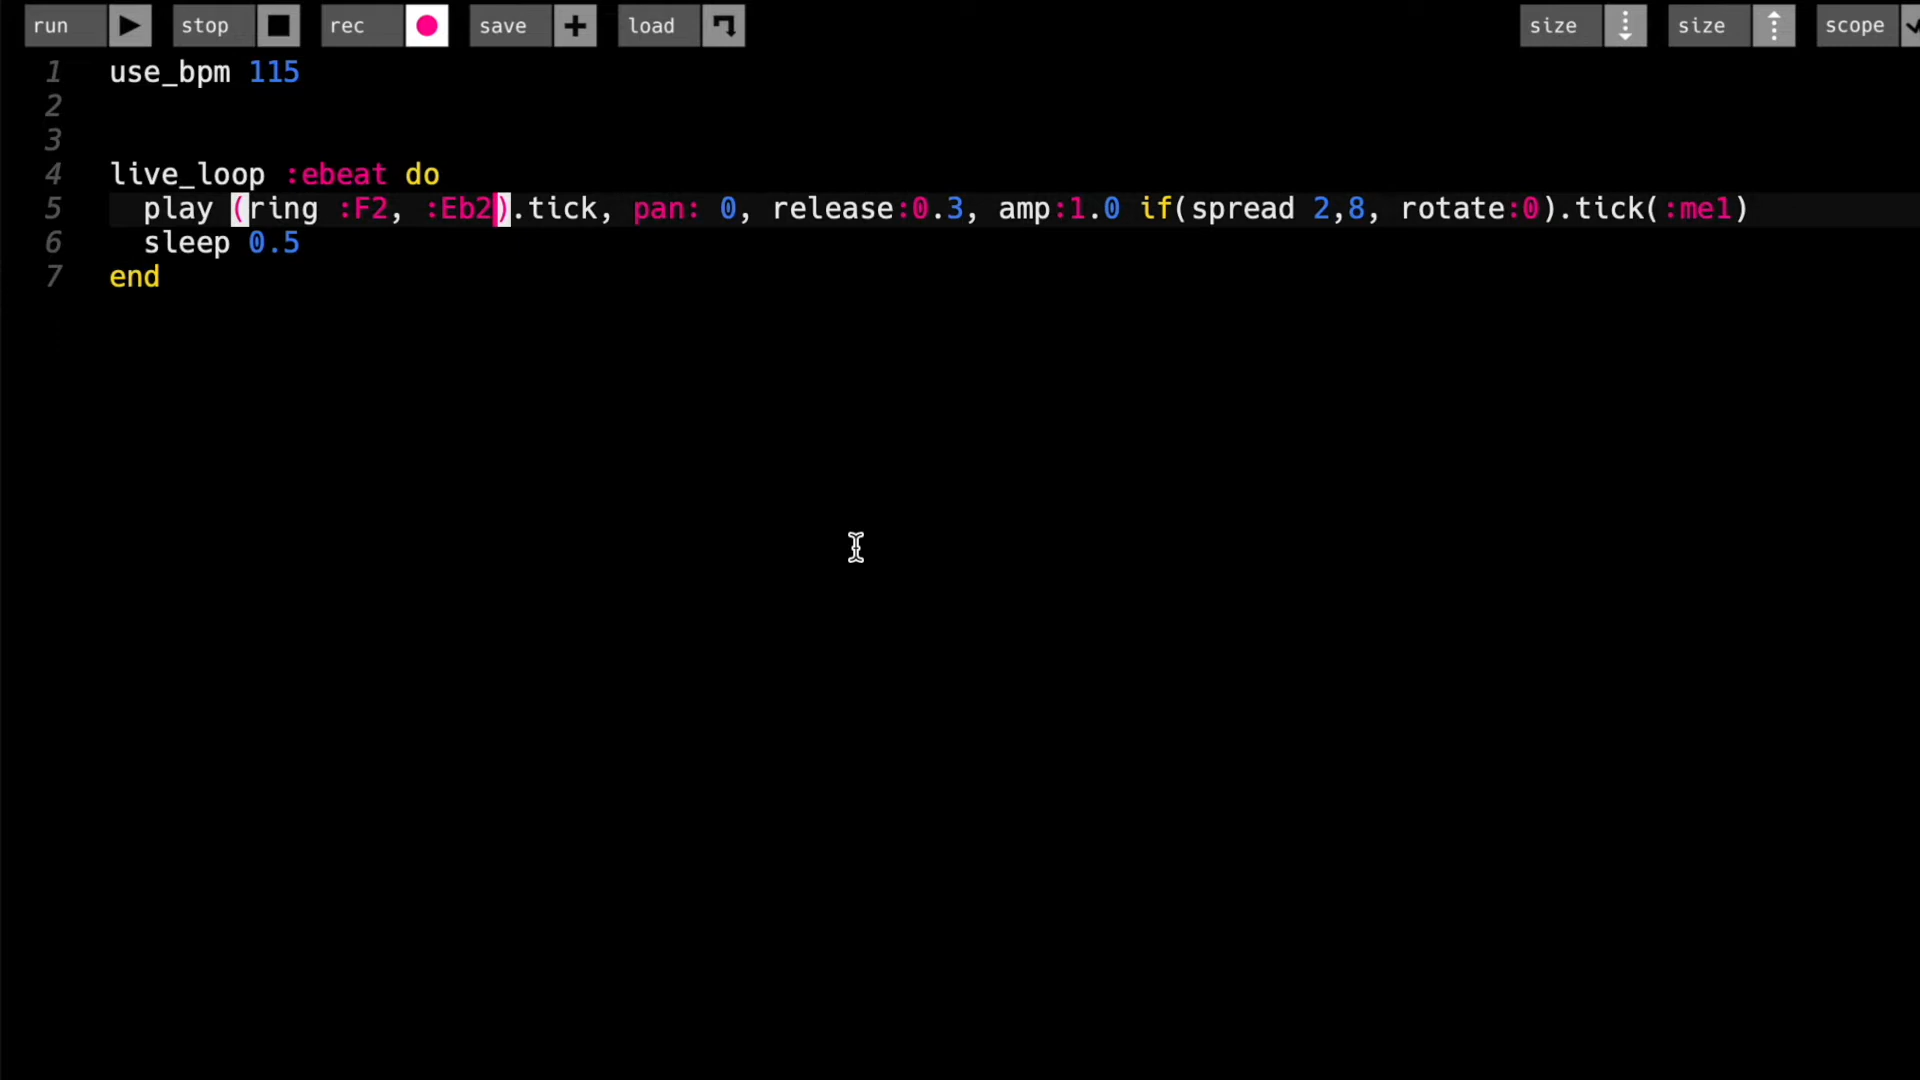 run stop rec save load size size scope
1 use_bpm 115
2
3
4 live_loop :ebeat do
5 play (ring :F2, :Eb2).tick, pan: 0, release:0.3, amp:1.0 if(spread 2,8, rotate:0).tick(:me1)
6 sleep 0.5
7 end